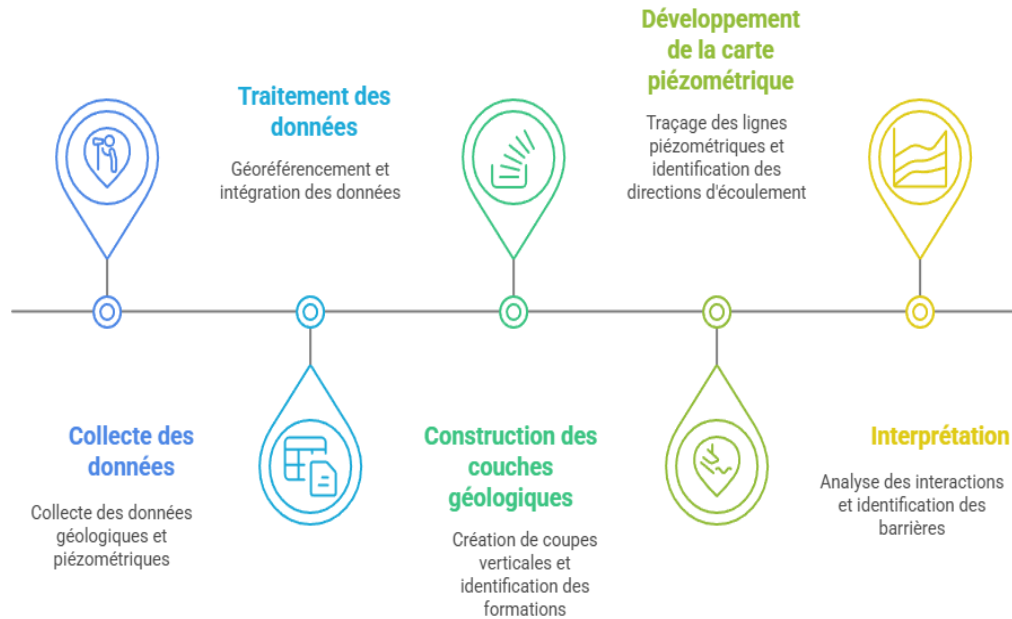 Collecte des
données
Collecte des données
géologiques et
piézométriques
Traitement des
données
Géoréférencement et
intégration des données
Construction des
couches
géologiques
Création de coupes
verticales et
identification des
formations
Développement
de la carte
piézométrique
Traçage des lignes
piézométriques et
identification des
directions d'écoulement
Interprétation
Analyse des interactions
et identification des
barrières